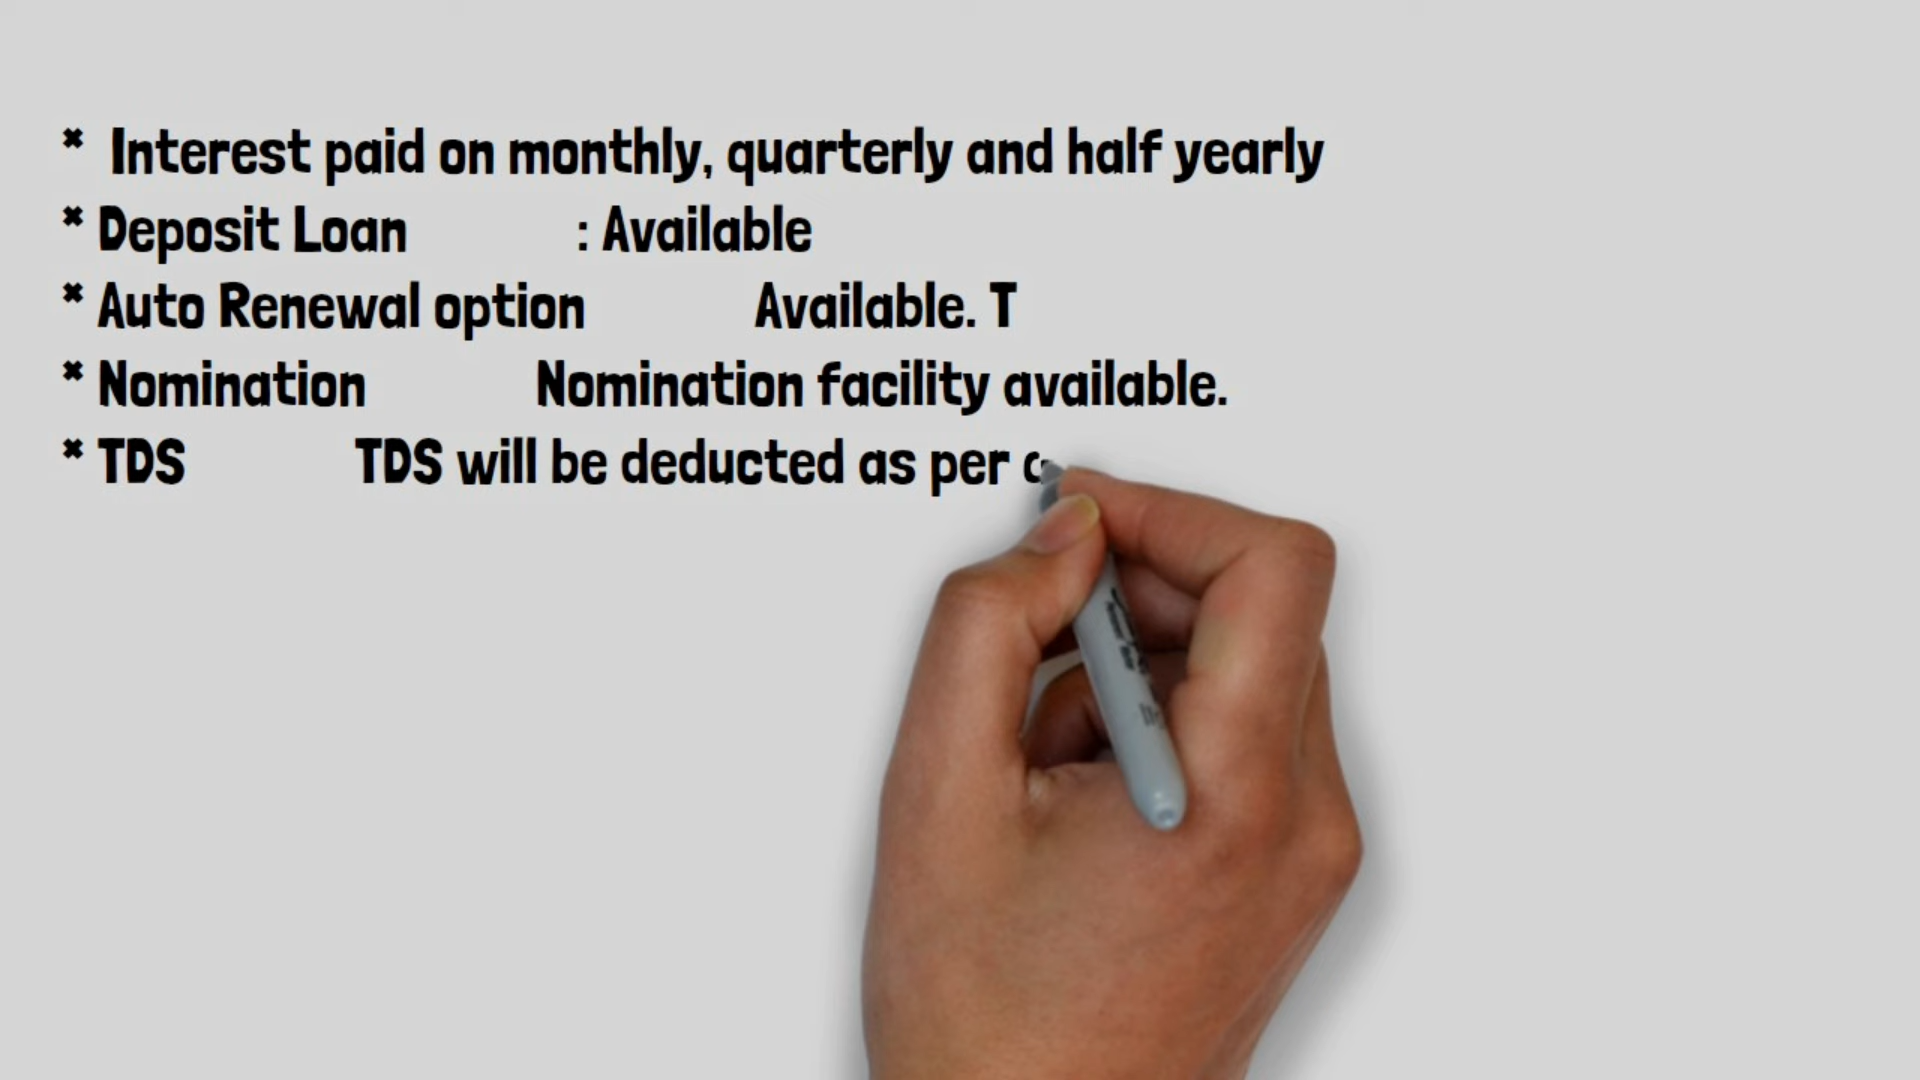 * Interest paid on monthly, quarterly and half yearly
* Deposit Loan : Available
* Auto Renewal option Available. T
* Nomination Nomination facility available.
* TDS TDS will be deducted as per